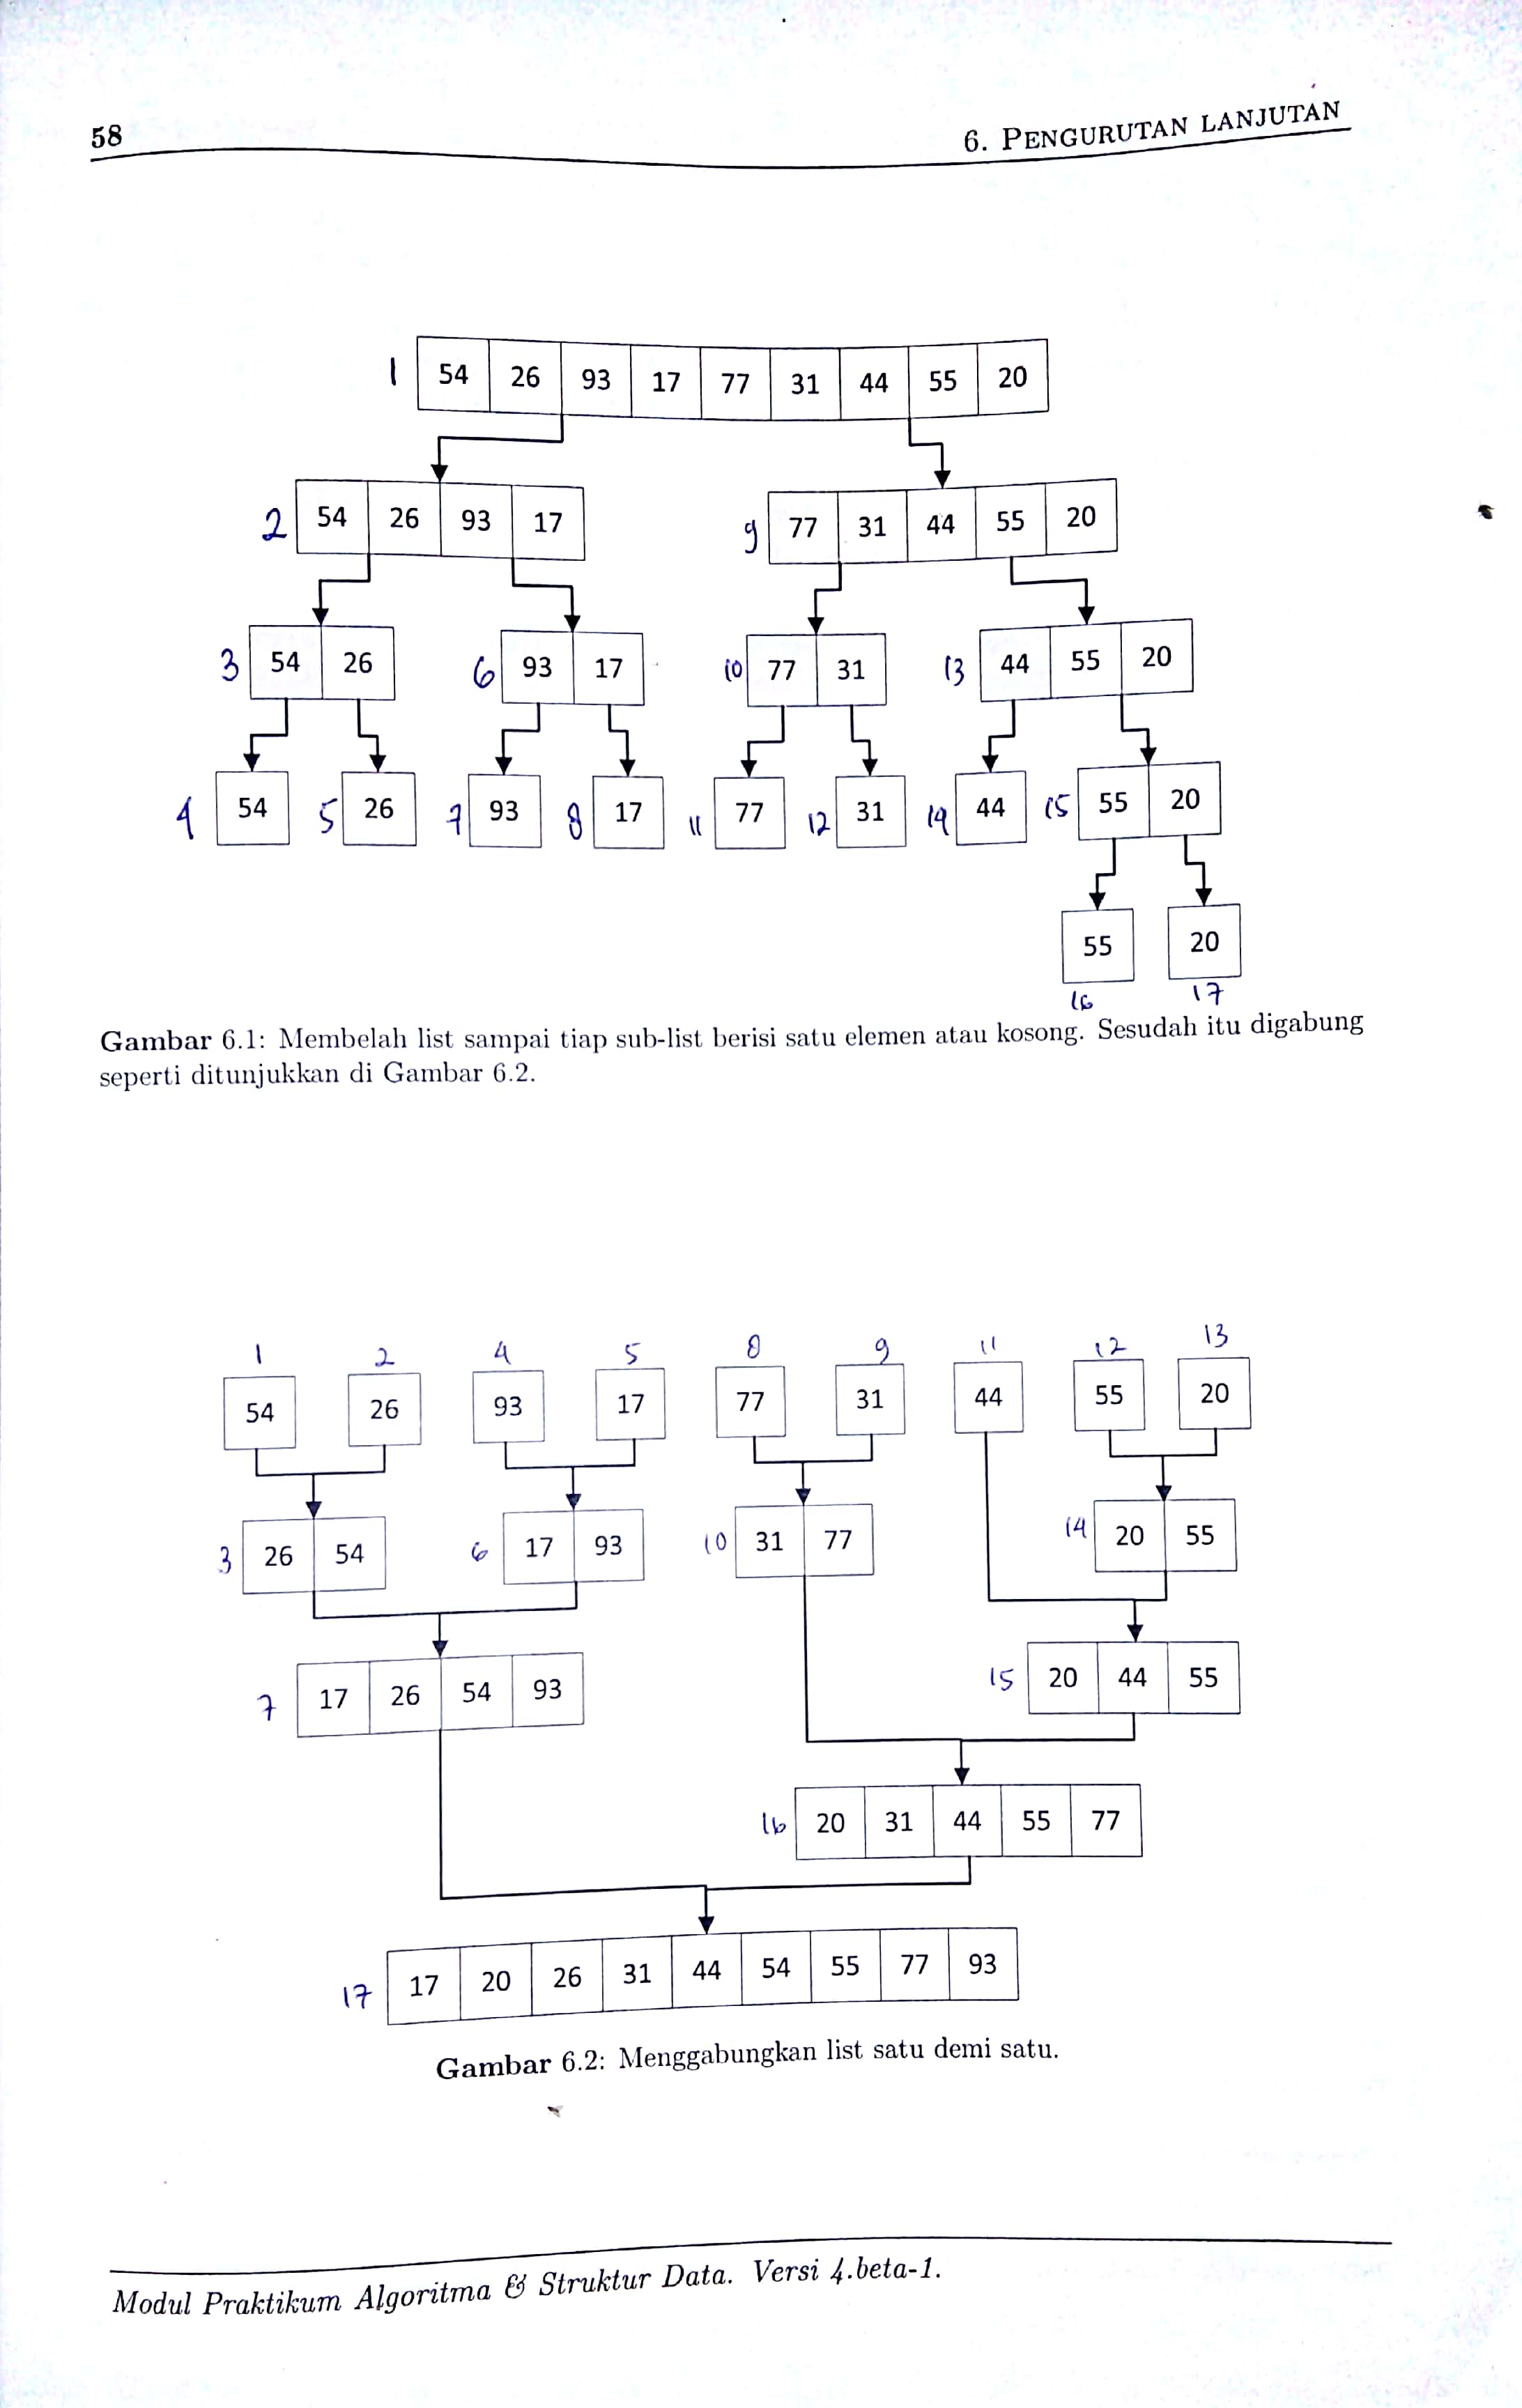 58
6. PENGURUTAN LANJUTAN
1 54 26 93 17 77 31 44 55 20
2 54 26 93 17 9 77 31 44 55 20
3 54 26 6 93 17 10 77 31 13 44 55 20
4 54 5 26 7 93 8 17 11 77 12 31 14 44 15 55 20
55 20
16 17
Gambar 6.1: Membelah list sampai tiap sub-list berisi satu elemen atau kosong. Sesudah itu digabung
seperti ditunjukkan di Gambar 6.2.
1 2 4 5 8 9 11 12 13
54 26 93 17 77 31 44 55 20
3 26 54 6 17 93 10 31 77 14 20 55
7 17 26 54 93 15 20 44 55
16 20 31 44 55 77
17 17 20 26 31 44 54 55 77 93
Gambar 6.2: Menggabungkan list satu demi satu.
Modul Praktikum Algoritma & Struktur Data. Versi 4.beta-1.